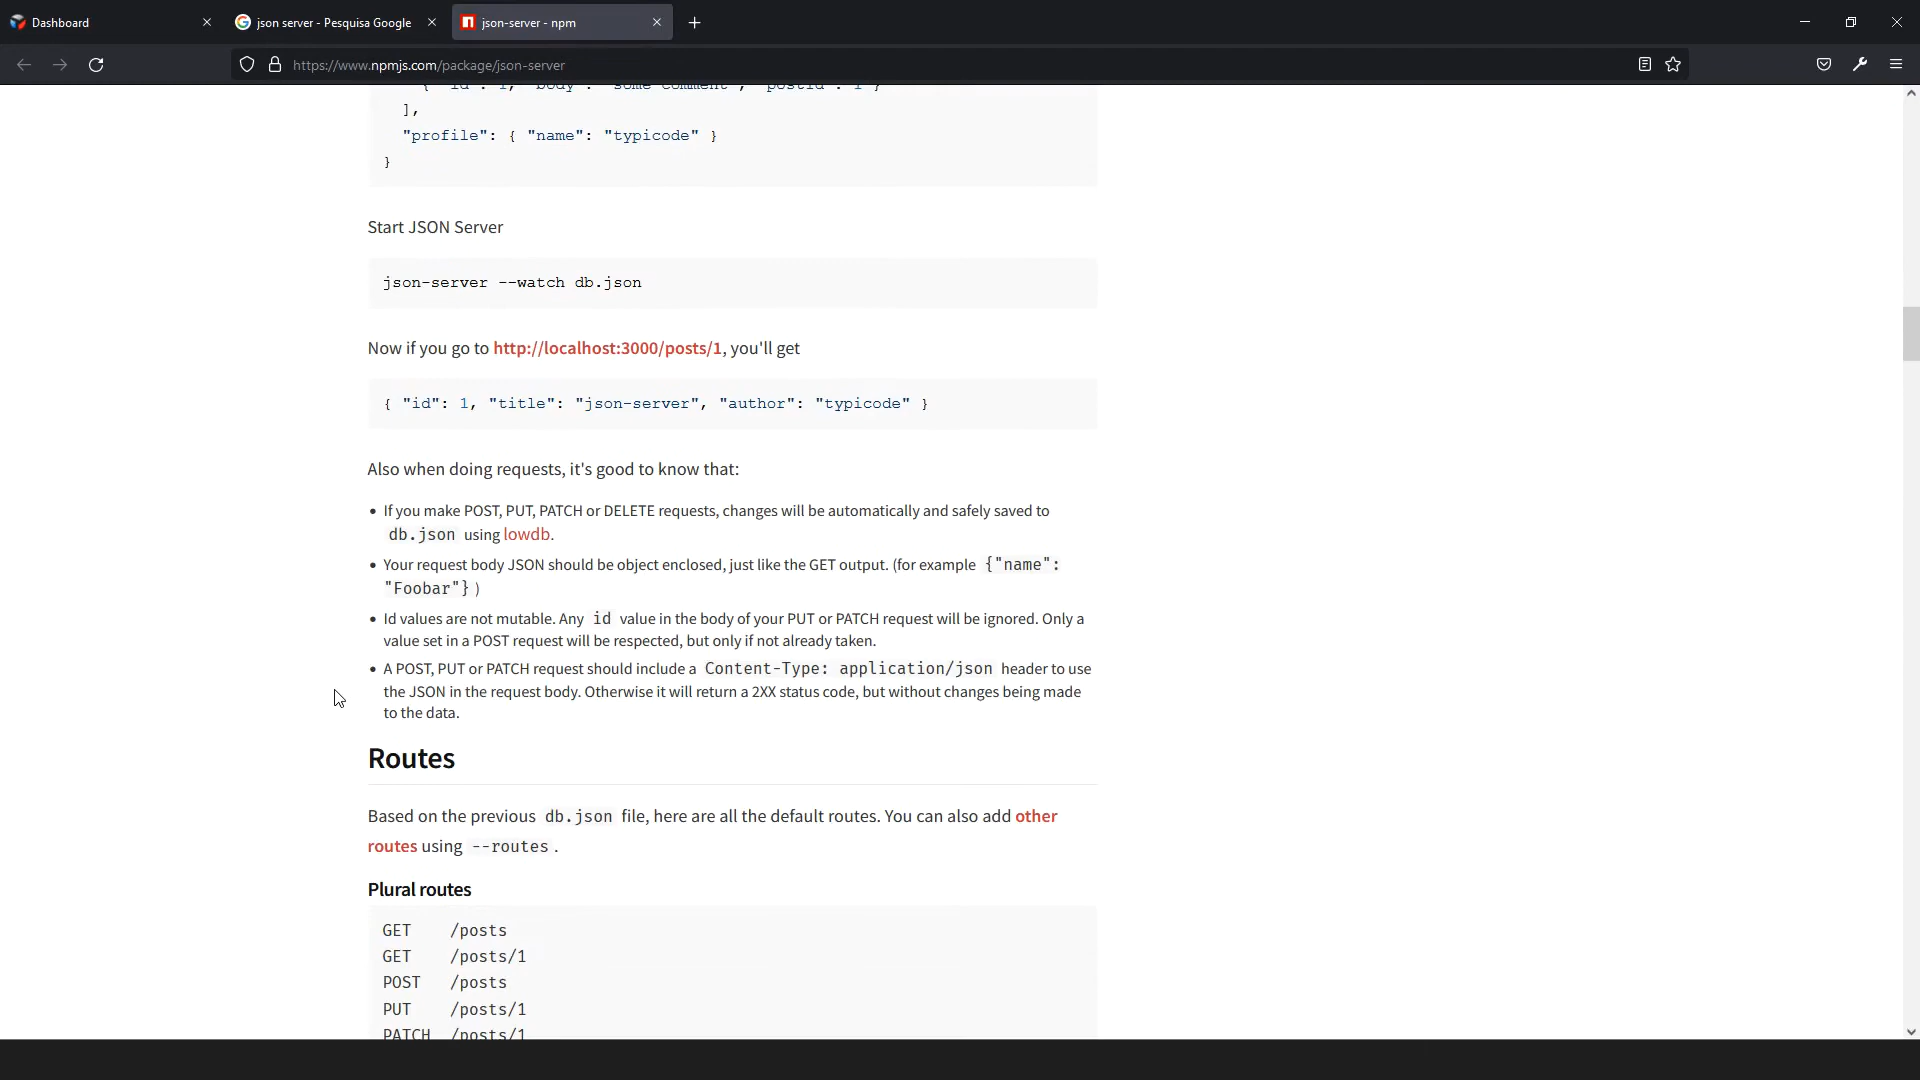 Dashboard
json server - Pesquisa Google
json-server - npm
https://www.npmjs.com/package/json-server
{ "id": 1, "body": "some comment", "postId": 1 }
],
"profile": { "name": "typicode" }
}
Start JSON Server
json-server --watch db.json
Now if you go to http://localhost:3000/posts/1, you'll get
{ "id": 1, "title": "json-server", "author": "typicode" }
Also when doing requests, it's good to know that:
• If you make POST, PUT, PATCH or DELETE requests, changes will be automatically and safely saved to
db.json using lowdb.
• Your request body JSON should be object enclosed, just like the GET output. (for example {"name":
"Foobar"} )
• Id values are not mutable. Any id value in the body of your PUT or PATCH request will be ignored. Only a
value set in a POST request will be respected, but only if not already taken.
• A POST, PUT or PATCH request should include a Content-Type: application/json header to use
the JSON in the request body. Otherwise it will return a 2XX status code, but without changes being made
to the data.
Routes
Based on the previous db.json file, here are all the default routes. You can also add other
routes using --routes .
Plural routes
GET /posts
GET /posts/1
POST /posts
PUT /posts/1
PATCH /posts/1